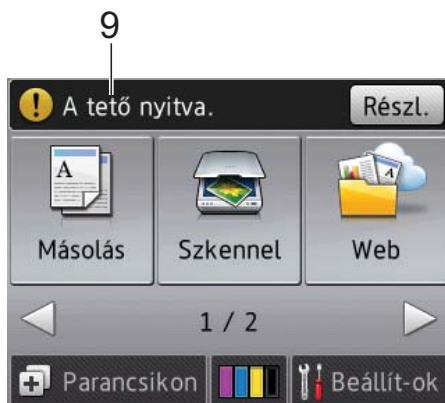 9
A tető nyitva. Részl.
Másolás Szkennel Web
1 / 2
Parancsikon Beállít-ok